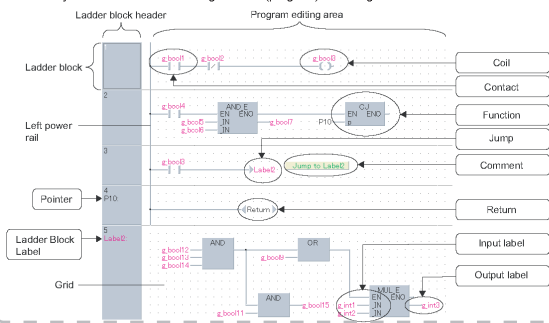 Ladder block header
Program editing area
Ladder block
Left power
rail
Pointer
Ladder Block
Label
Grid
1
g_bool1
g_bool2
g_bool3
2
g_bool4
AND_E
EN ENO
g_bool5 _IN
g_bool6 _IN
g_bool7
P10
CJ
EN ENO
p
3
g_bool3
Label2
Jump to Label2
4
P10
Return
5
Label2
g_bool12
g_bool13
g_bool14
AND
g_bool9
OR
g_bool11
AND
g_bool15
MUL_E
EN ENO
g_int1 _IN
g_int2 _IN
g_int3
Coil
Contact
Function
Jump
Comment
Return
Input label
Output label